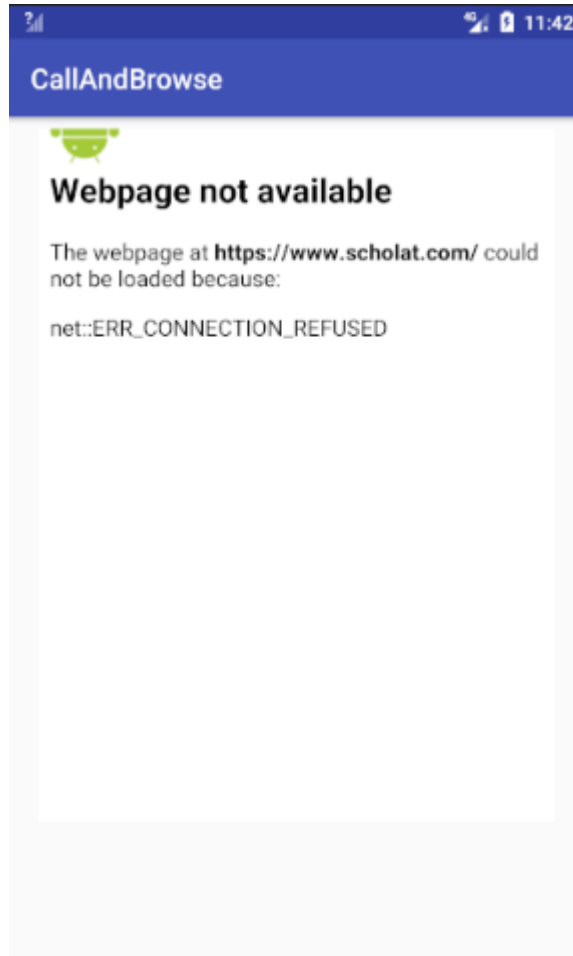 ? 4G 11:42
CallAndBrowse
Webpage not available
The webpage at https://www.scholat.com/ could
not be loaded because:
net::ERR_CONNECTION_REFUSED